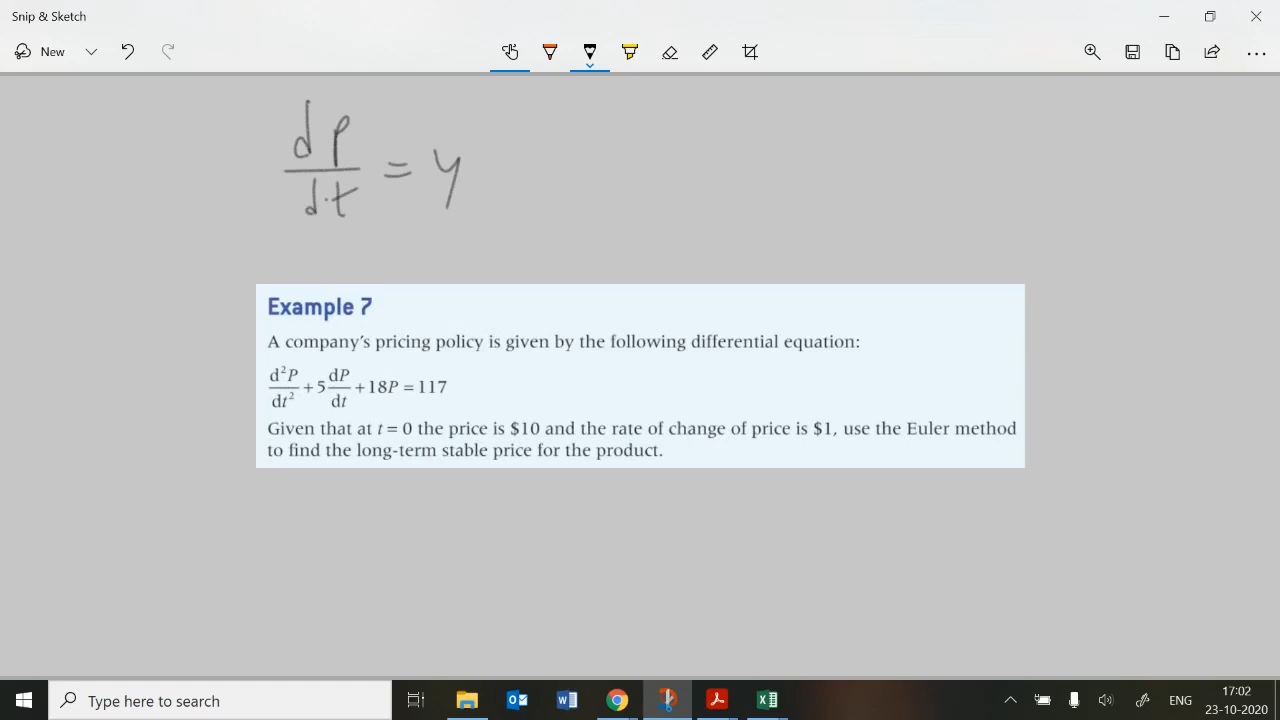 Snip & Sketch
New
dP
dt = y
Example 7
A company's pricing policy is given by the following differential equation:
d²P/dt² + 5 dP/dt + 18P = 117
Given that at t = 0 the price is $10 and the rate of change of price is $1, use the Euler method
to find the long-term stable price for the product.
Type here to search
ENG
17:02
23-10-2020